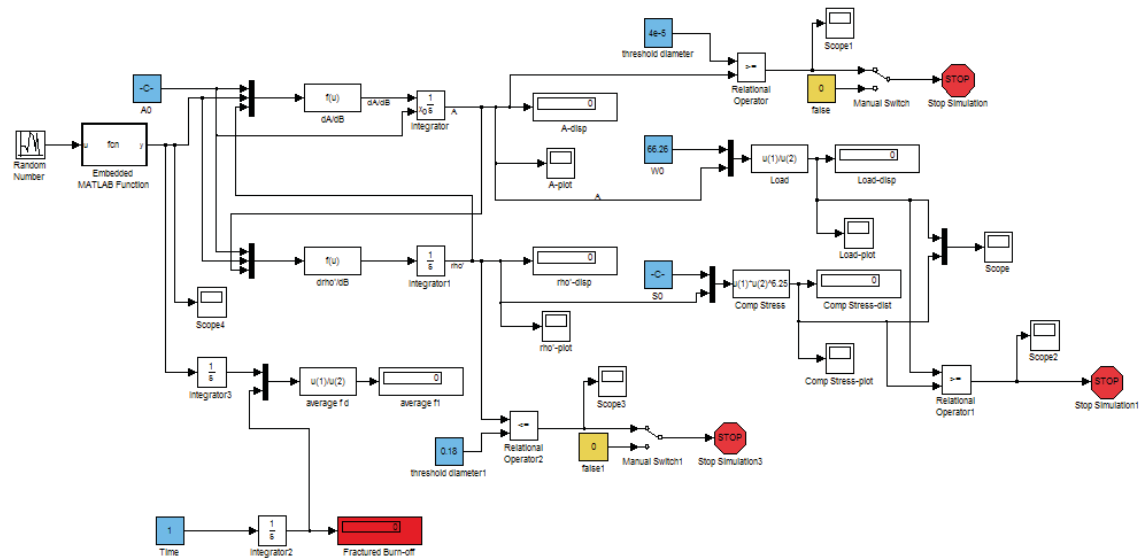 4e-5
threshold diameter
>=
Relational
Operator
Scope1
0
false
Manual Switch
STOP
Stop Simulation
-C-
A0
f(u)
dA/dB
dA/dB
1
s
xo
Integrator
A
0
A-disp
A-plot
A
Random
Number
u
fcn
y
Embedded
MATLAB Function
66.26
W0
u(1)/u(2)
Load
0
Load-disp
Load-plot
Scope
f(u)
drho'/dB
1
s
Integrator1
rho'
0
rho'-disp
rho'-plot
-C-
S0
u(1)*u(2)^6.25
Comp Stress
0
Comp Stress-dist
Comp Stress-plot
Scope4
1
s
Integrator3
u(1)/u(2)
average f d
0
average f1
Scope3
<=
Relational
Operator2
0.18
threshold diameter1
0
false1
Manual Switch1
STOP
Stop Simulation3
Scope2
>=
Relational
Operator1
STOP
Stop Simulation1
1
Time
1
s
Integrator2
0
Fractured Burn-off